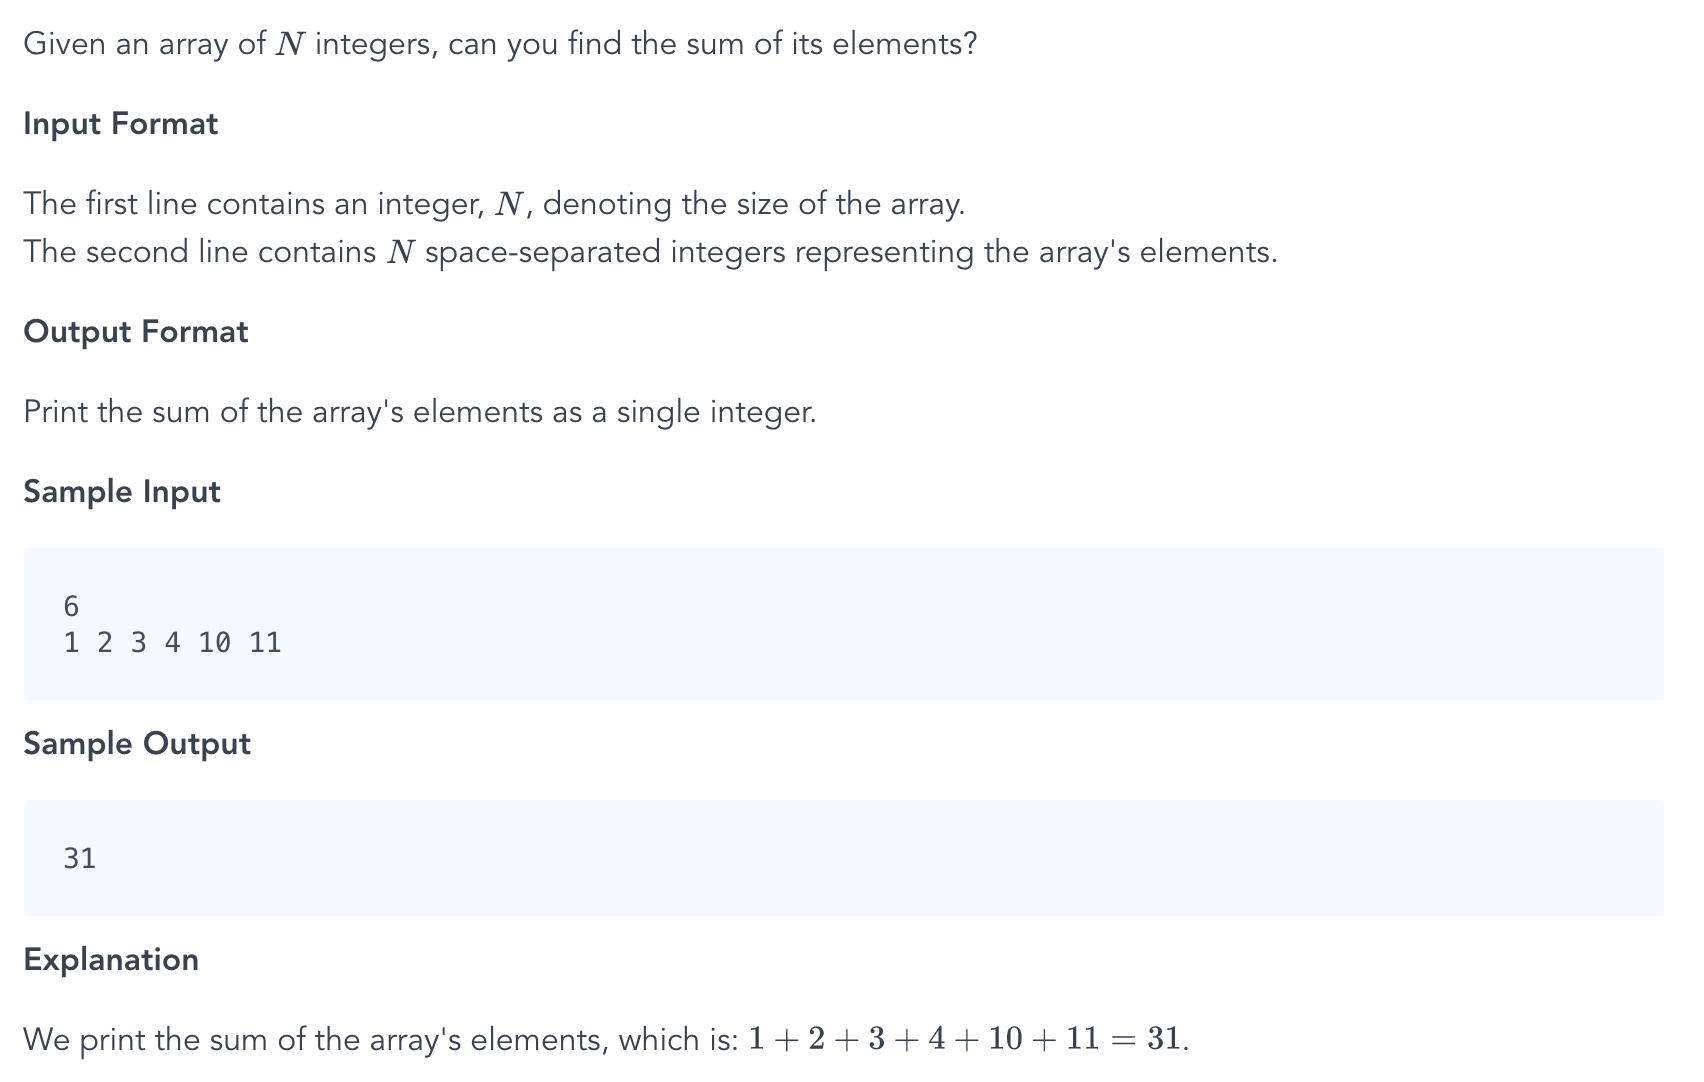 Given an array of N integers, can you find the sum of its elements?
Input Format
The first line contains an integer, N, denoting the size of the array.
The second line contains N space-separated integers representing the array's elements.
Output Format
Print the sum of the array's elements as a single integer.
Sample Input
6
1 2 3 4 10 11
Sample Output
31
Explanation
We print the sum of the array's elements, which is: 1 + 2 + 3 + 4 + 10 + 11 = 31.